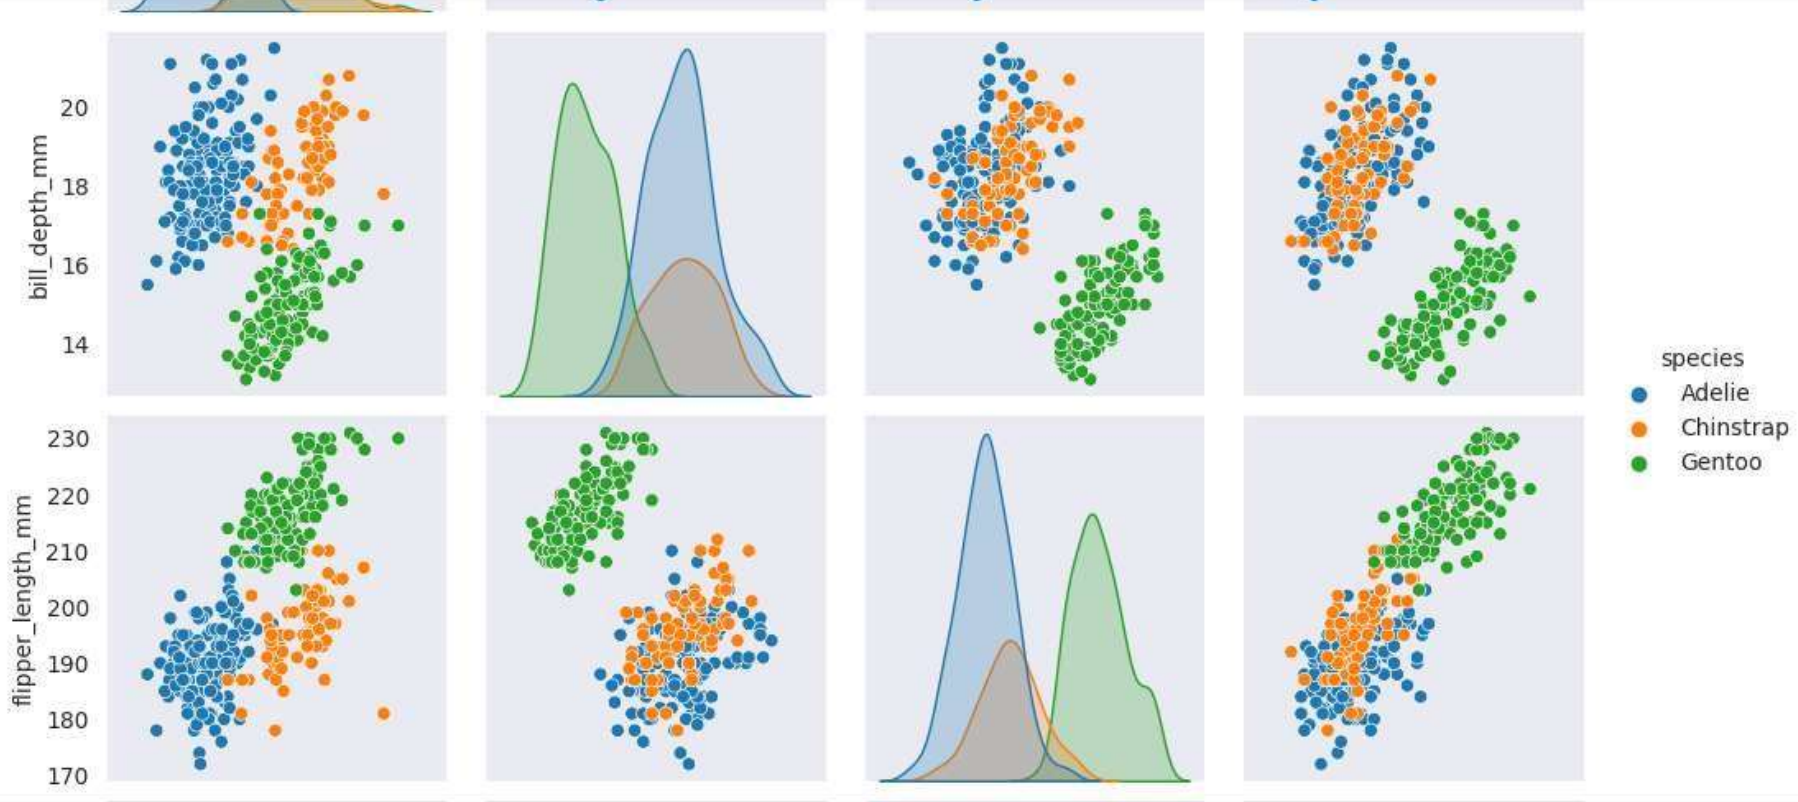 20
18
16
14
bill_depth_mm
230
220
210
200
190
180
170
flipper_length_mm
species
Adelie
Chinstrap
Gentoo